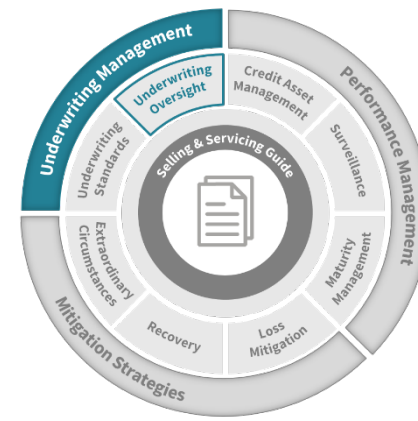 Underwriting Management
Underwriting
Oversight
Credit Asset
Management
Performance Management
Surveillance
Underwriting
Standards
Selling & Servicing Guide
Extraordinary
Circumstances
Maturity
Management
Recovery
Loss
Mitigation
Mitigation Strategies